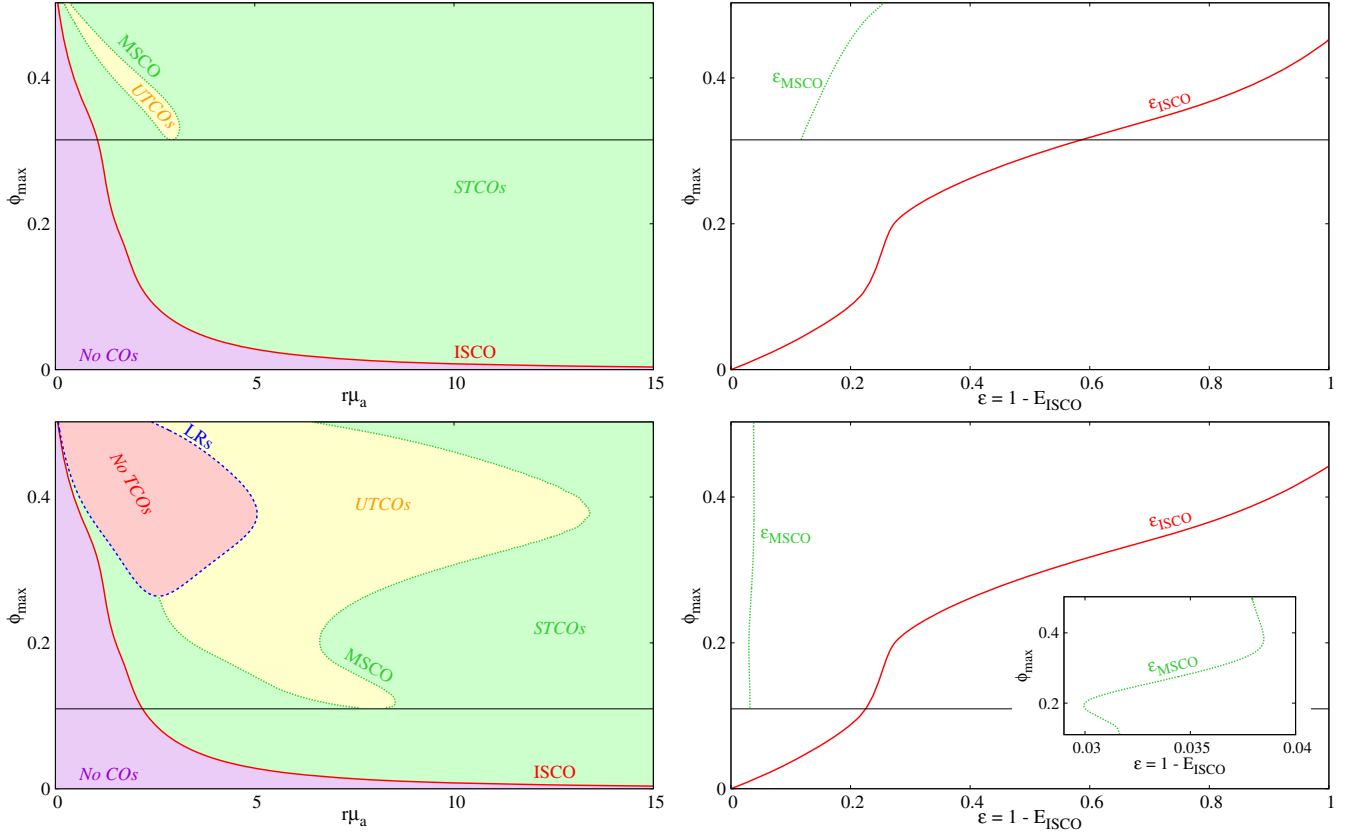 MSCO
UTCOs
STCOs
No COs
ISCO
ϕmax
0
0.2
0.4
0
5
10
15
rμa
εMSCO
εISCO
ϕmax
0
0.2
0.4
0
0.2
0.4
0.6
0.8
1
ε = 1 - EISCO
LRs
No TCOs
UTCOs
STCOs
MSCO
No COs
ISCO
ϕmax
0
0.2
0.4
0
5
10
15
rμa
εISCO
εMSCO
ϕmax
0
0.2
0.4
0
0.2
0.4
0.6
0.8
1
ε = 1 - EISCO
εMSCO
ϕmax
0.2
0.4
0.03
0.035
0.04
ε = 1 - EISCO